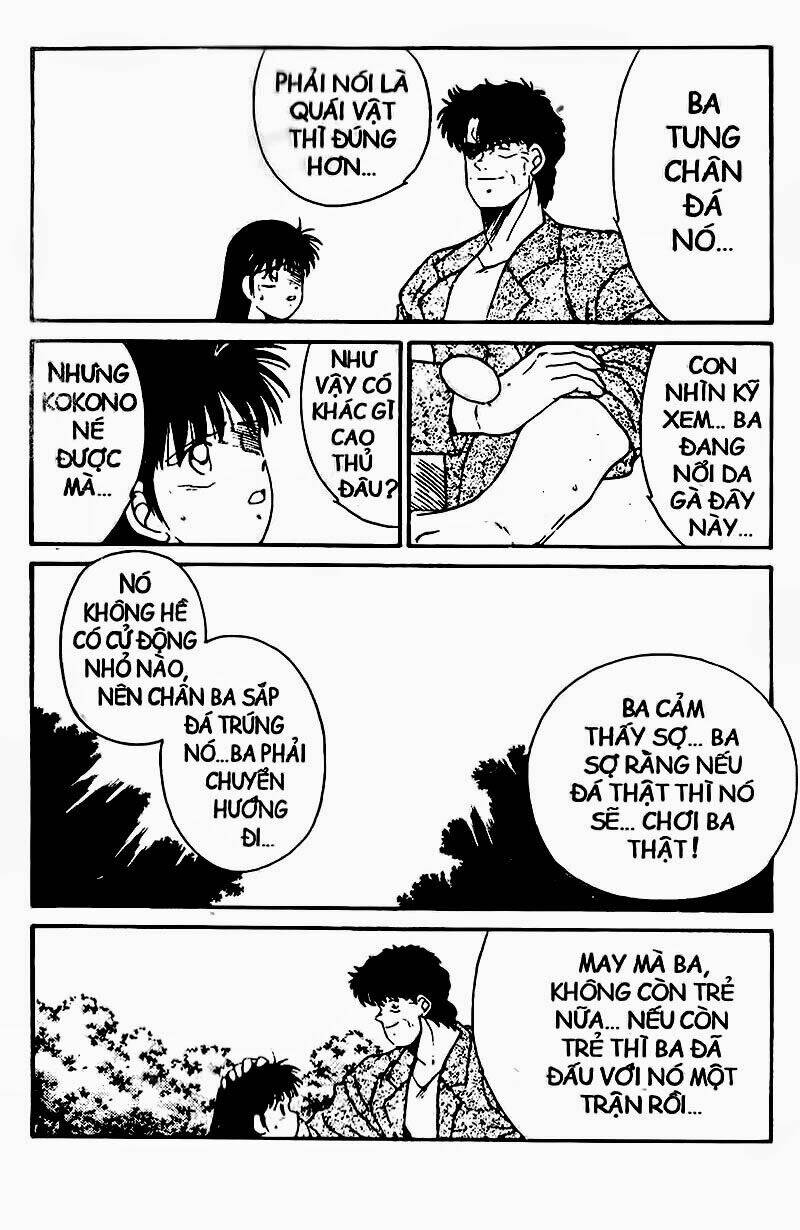 BA
TUNG
CHÂN
ĐÁ
NÓ...
PHẢI NÓI LÀ
QUÁI VẬT
THÌ ĐÚNG
HƠN...
CON
NHÌN KỸ
XEM... BA
ĐANG
NỔI DA
GÀ ĐÂY
NÀY...
NHƯ
VẬY CÓ
KHÁC GÌ
CAO
THỦ
ĐÂU?
NHƯNG
KOKONO
NÉ
ĐƯỢC
MÀ...
BA CẢM
THẤY SỢ... BA
SỢ RẰNG NẾU
ĐÁ THẬT THÌ NÓ
SẼ... CHƠI BA
THẬT!
NÓ
KHÔNG HỀ
CÓ CỬ ĐỘNG
NHỎ NÀO,
NÊN CHÂN BA SẮP
ĐÁ TRÚNG
NÓ...BA PHẢI
CHUYỂN
HƯỚNG
ĐI...
MAY MÀ BA,
KHÔNG CÒN TRẺ
NỮA... NẾU CÒN
TRẺ THÌ BA ĐÃ
ĐẤU VỚI NÓ MỘT
TRẬN RỒI...